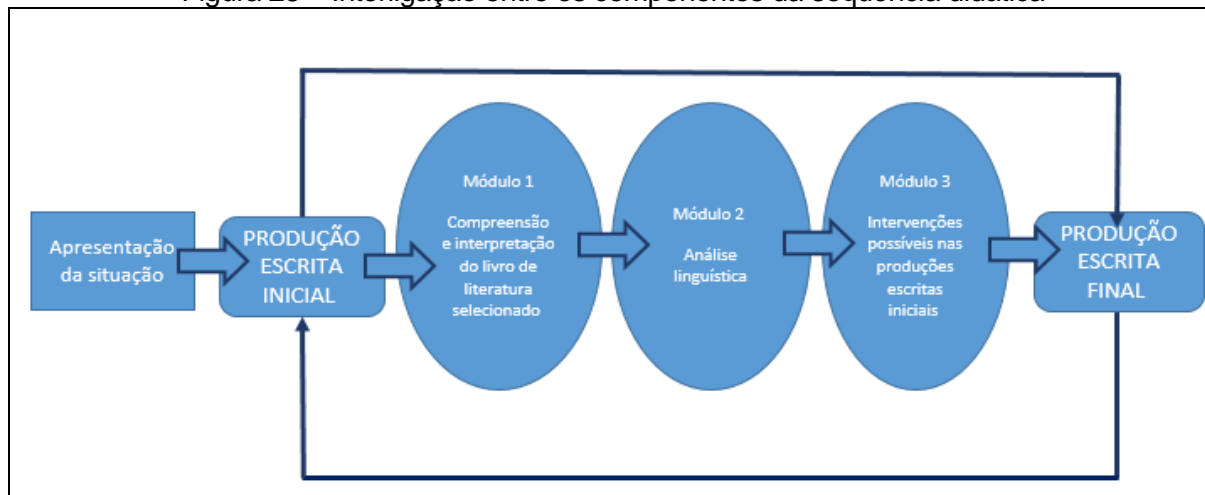 Apresentação
da situação
PRODUÇÃO
ESCRITA
INICIAL
Módulo 1
Compreensão
e interpretação
do livro de
literatura
selecionado
Módulo 2
Análise
linguística
Módulo 3
Intervenções
possíveis nas
produções
escritas
iniciais
PRODUÇÃO
ESCRITA
FINAL